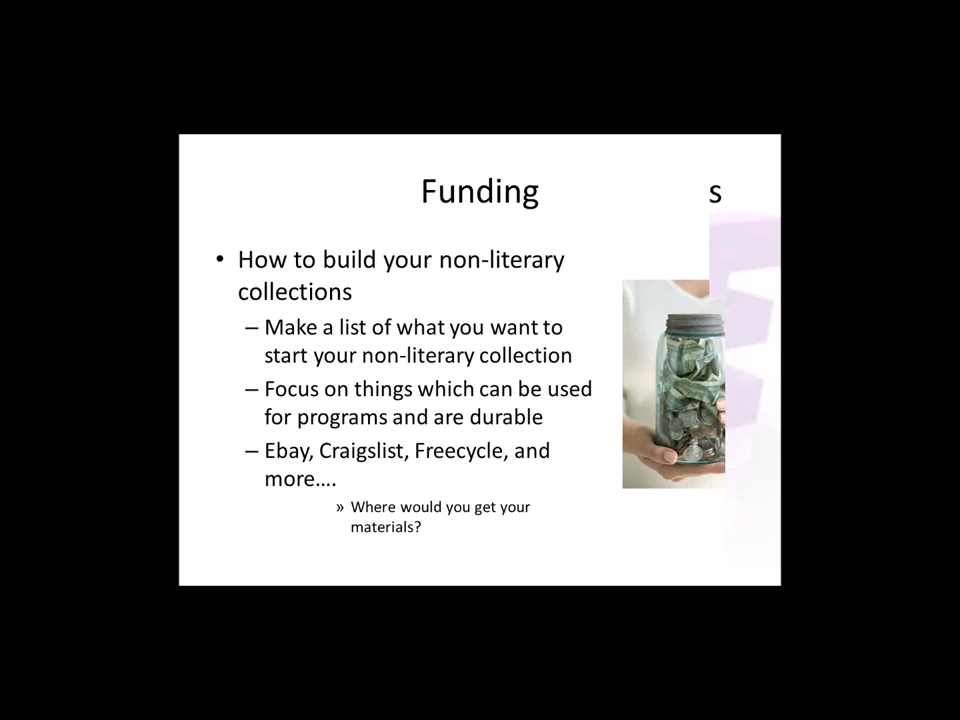 Funding s
• How to build your non-literary
collections
– Make a list of what you want to
start your non-literary collection
– Focus on things which can be used
for programs and are durable
– Ebay, Craigslist, Freecycle, and
more….
» Where would you get your
materials?